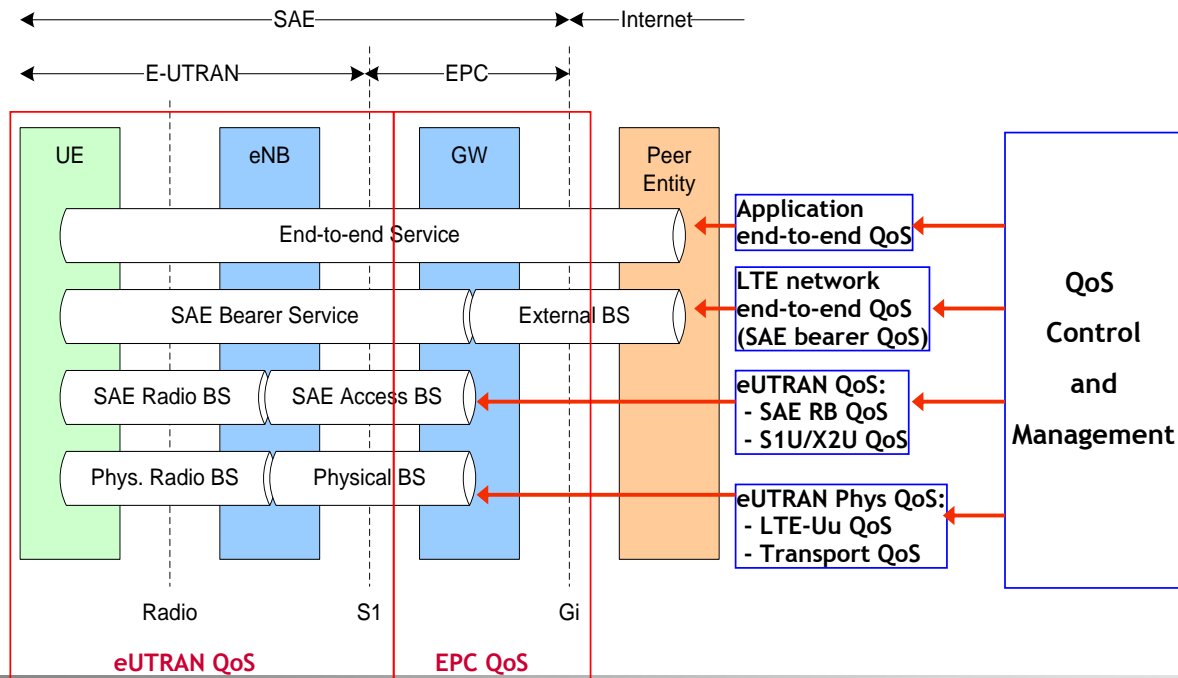 SAE
Internet
E-UTRAN
EPC
UE
eNB
GW
Peer
Entity
End-to-end Service
Application
end-to-end QoS
SAE Bearer Service
External BS
LTE network
end-to-end QoS
(SAE bearer QoS)
SAE Radio BS
SAE Access BS
eUTRAN QoS:
- SAE RB QoS
- S1U/X2U QoS
Phys. Radio BS
Physical BS
eUTRAN Phys QoS:
- LTE-Uu QoS
- Transport QoS
QoS
Control
and
Management
Radio
S1
Gi
eUTRAN QoS
EPC QoS